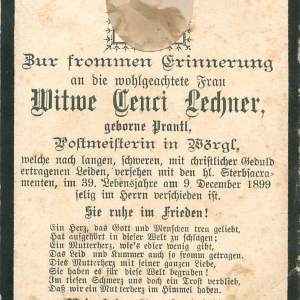 Zur frommen Erinnerung
an die wohlgeachtete Frau
Witwe Cenci Lechner,
geborne Prantl,
Postmeisterin in Wörgl,
welche nach langen, schweren, mit christlicher Geduld
ertragenen Leiden, versehen mit den hl. Sterbsacra-
menten, im 39. Lebensjahre am 9. December 1899
selig im Herrn verschieden ist.
Sie ruhe im Frieden!
Ein Herz, das Gott und Menschen treu geliebt,
Hat aufgehört in dieser Welt zu schlagen;
Ein Mutterherz, wie's edler wenig gibt,
Das Leid und Kummer auch so fromm getragen,
Dies Mutterherz mit seiner ganzen Liebe,
Sie haben es für diese Welt begraben!
Im tiefen Schmerz uns doch ein Trost verbliebe,
Daß wir ein Mutterherz im Himmel haben.